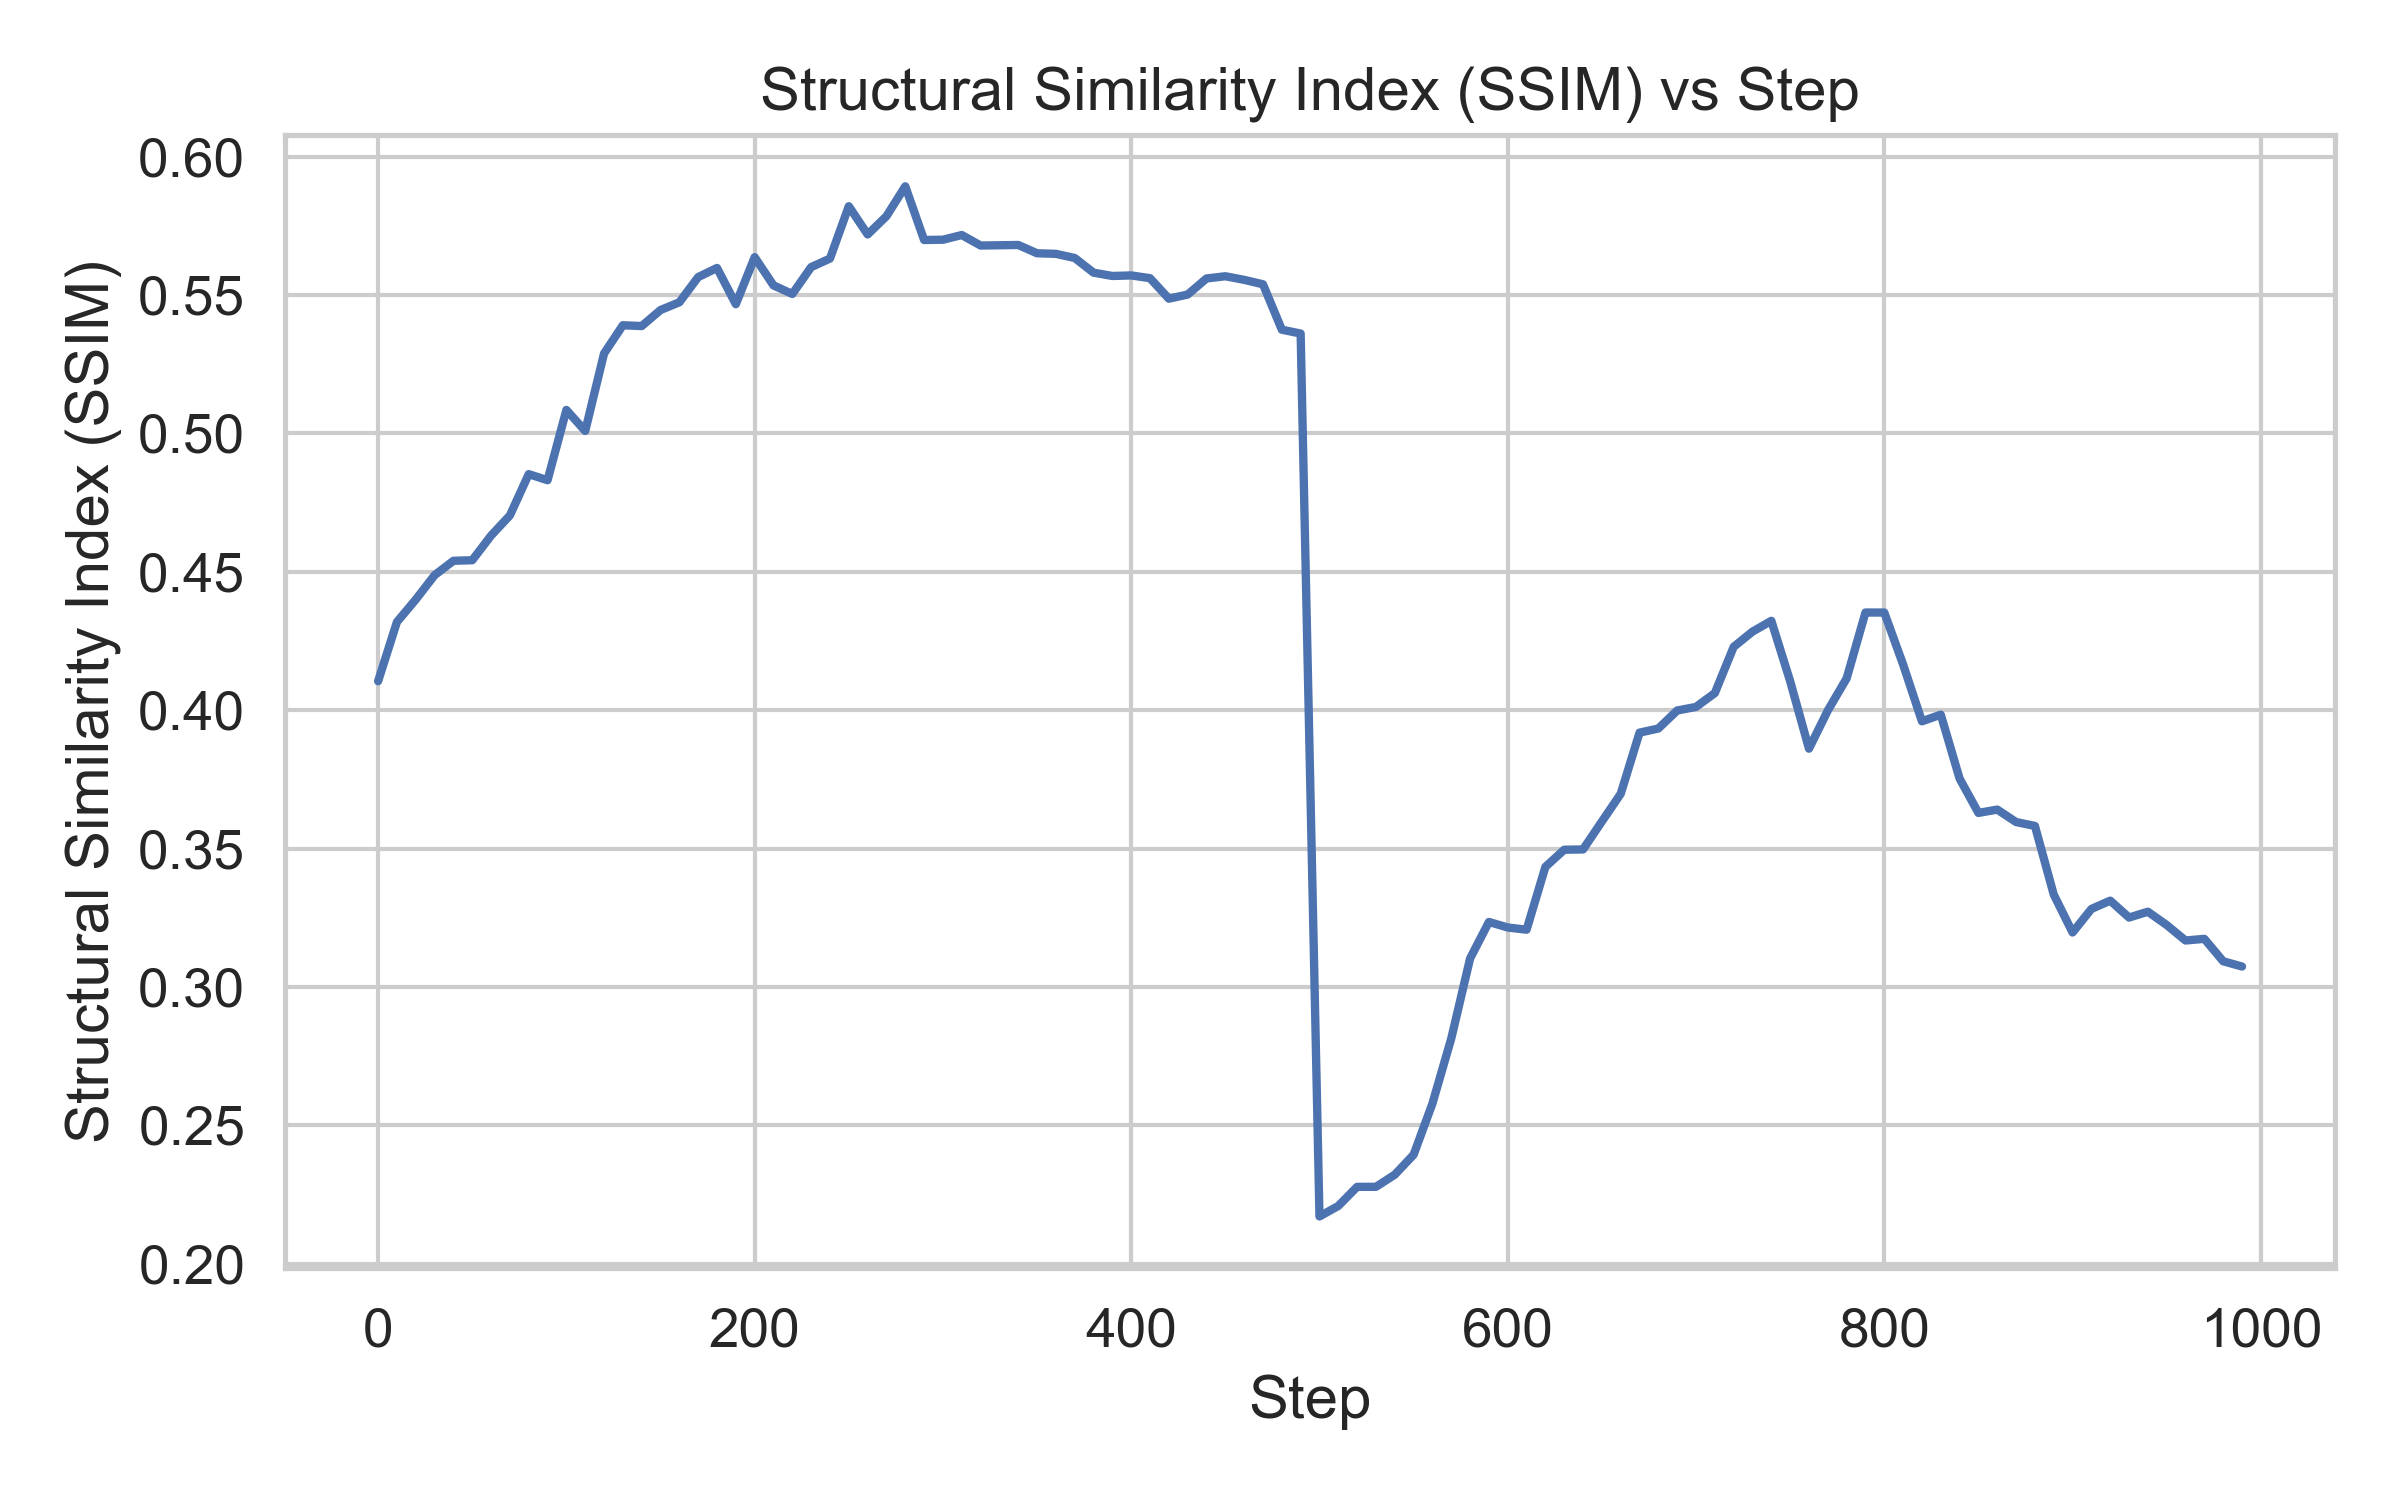 Structural Similarity Index (SSIM) vs Step
Structural Similarity Index (SSIM)
0.60
0.55
0.50
0.45
0.40
0.35
0.30
0.25
0.20
0 200 400 600 800 1000
Step